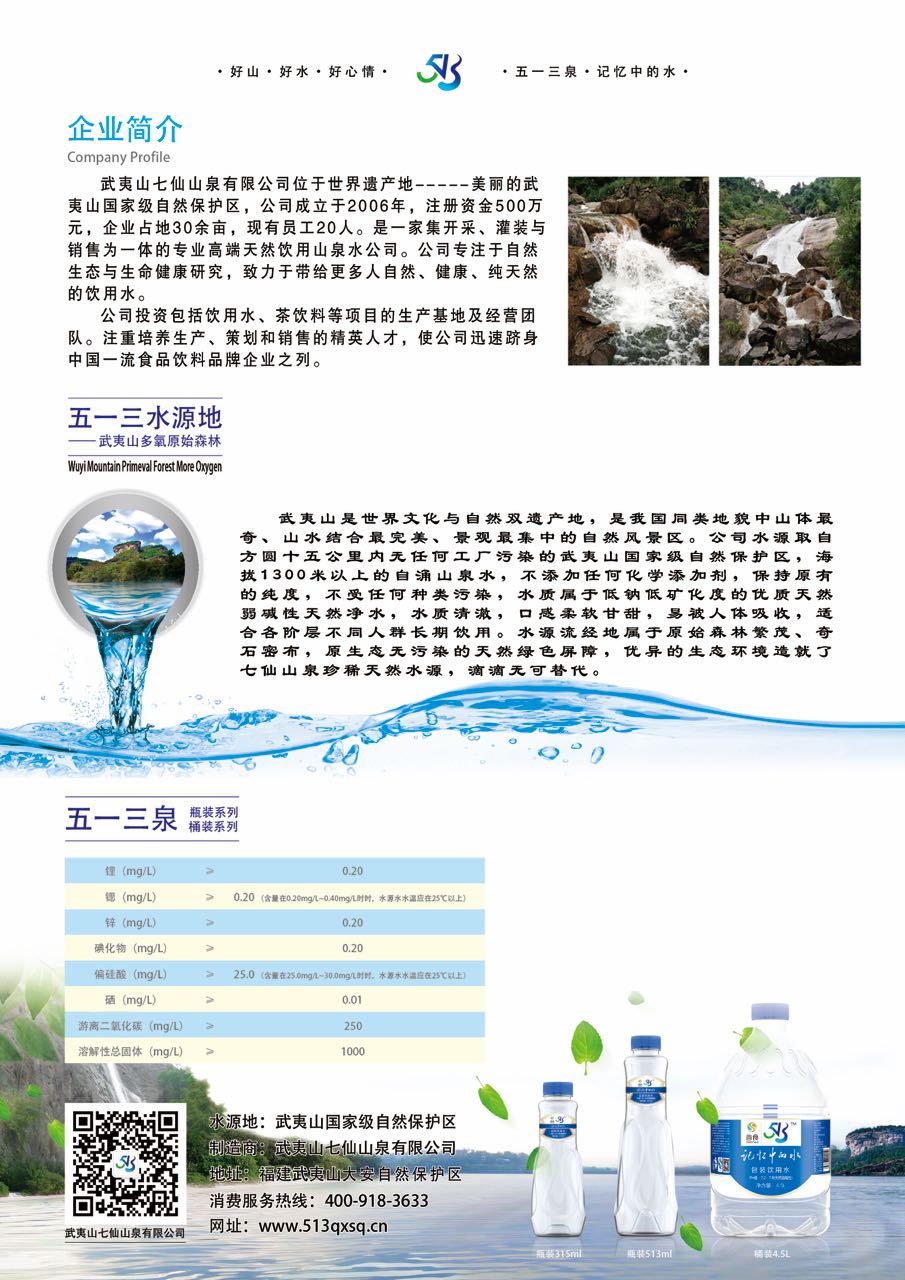 ·好山·好水·好心情·
513
·五一三泉·记忆中的水·
企业简介
Company Profile
武夷山七仙山泉有限公司位于世界遗产地-----美丽的武
夷山国家级自然保护区，公司成立于2006年，注册资金500万
元，企业占地30余亩，现有员工20人。是一家集开采、灌装与
销售为一体的专业高端天然饮用山泉水公司。公司专注于自然
生态与生命健康研究，致力于带给更多人自然、健康、纯天然
的饮用水。
公司投资包括饮用水、茶饮料等项目的生产基地及经营团
队。注重培养生产、策划和销售的精英人才，使公司迅速跻身
中国一流食品饮料品牌企业之列。
五一三水源地
——武夷山多氧原始森林
Wuyi Mountain Primeval Forest More Oxygen
武夷山是世界文化与自然双遗产地，是我国同类地貌中山体最
奇、山水结合最完美、景观最集中的自然风景区。公司水源取自
方圆十五公里内无任何工厂污染的武夷山国家级自然保护区，海
拔1300米以上的自涌山泉水，不添加任何化学添加剂，保持原有
的纯度，不受任何种类污染，水质属于低钠低矿化度的优质天然
弱碱性天然净水，水质清澈，口感柔软甘甜，易被人体吸收，适
合各阶层不同人群长期饮用。水源流经地属于原始森林繁茂、奇
石密布，原生态无污染的天然绿色屏障，优异的生态环境造就了
七仙山泉珍稀天然水源，滴滴无可替代。
五一三泉 瓶装系列
桶装系列
锂（mg/L） ≥ 0.20
锶（mg/L） ≥ 0.20（含量在0.20mg/L~0.40mg/L时时，水源水水温应在25℃以上）
锌（mg/L） ≥ 0.20
碘化物（mg/L） ≥ 0.20
偏硅酸（mg/L） ≥ 25.0（含量在25.0mg/L~30.0mg/L时时，水源水水温应在25℃以上）
硒（mg/L） ≥ 0.01
游离二氧化碳（mg/L） ≥ 250
溶解性总固体（mg/L） ≥ 1000
513
武夷山七仙山泉有限公司
水源地：武夷山国家级自然保护区
制造商：武夷山七仙山泉有限公司
地址：福建武夷山大安自然保护区
消费服务热线：400-918-3633
网址：www.513qxsq.cn
513
513
513 TM
记忆中的水
包装饮用水
净含量：4.5L
瓶装315ml
瓶装513ml
桶装4.5L